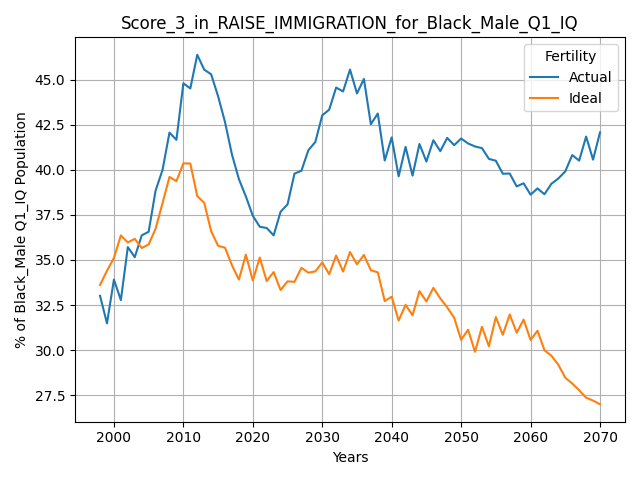 Score_3_in_RAISE_IMMIGRATION_for_Black_Male_Q1_IQ
Fertility
Actual
Ideal
% of Black_Male Q1_IQ Population
45.0
42.5
40.0
37.5
35.0
32.5
30.0
27.5
2000 2010 2020 2030 2040 2050 2060 2070
Years